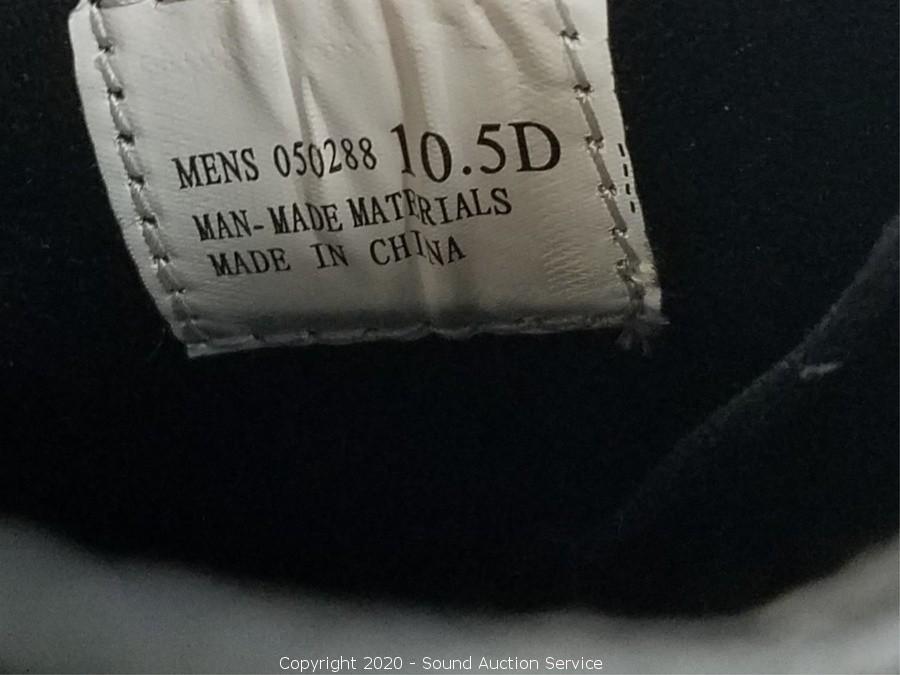 MENS 050288 10.5D
MAN-MADE MATERIALS
MADE IN CHINA
Copyright 2020 - Sound Auction Service